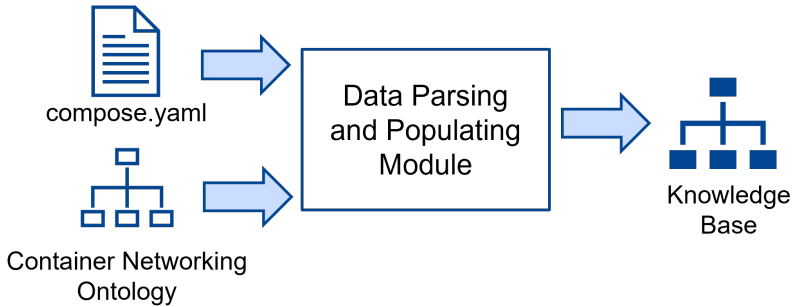 compose.yaml
Container Networking
Ontology
Data Parsing
and Populating
Module
Knowledge
Base